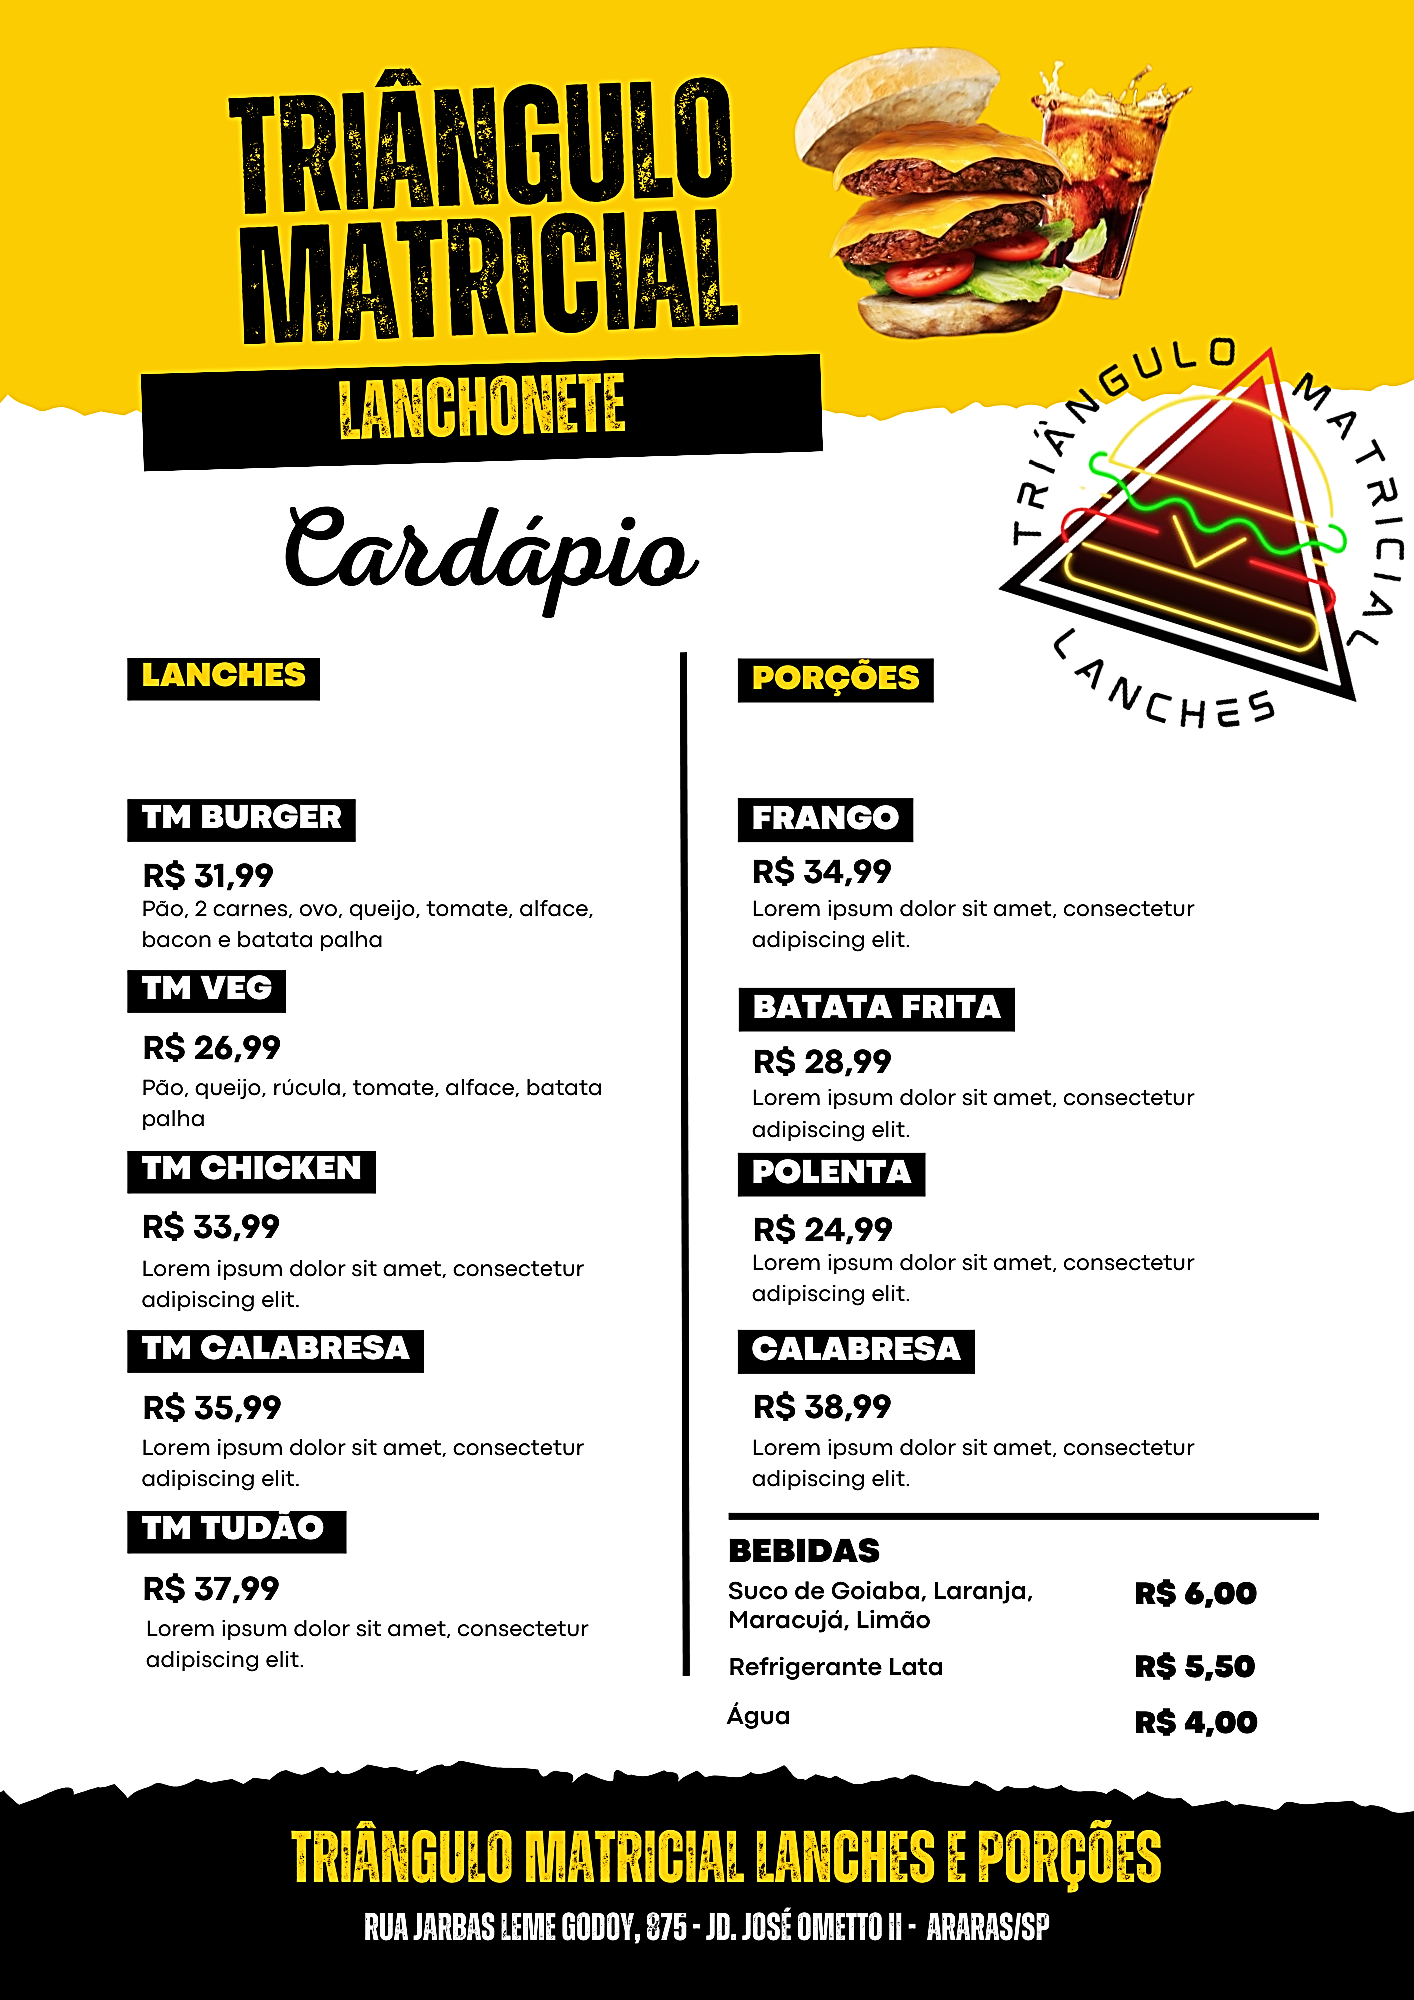 TRIÂNGULO
MATRICIAL
LANCHONETE
TRIÂNGULO MATRICIAL
LANCHES
Cardápio
LANCHES
TM BURGER
R$ 31,99
Pão, 2 carnes, ovo, queijo, tomate, alface,
bacon e batata palha
TM VEG
R$ 26,99
Pão, queijo, rúcula, tomate, alface, batata
palha
TM CHICKEN
R$ 33,99
Lorem ipsum dolor sit amet, consectetur
adipiscing elit.
TM CALABRESA
R$ 35,99
Lorem ipsum dolor sit amet, consectetur
adipiscing elit.
TM TUDÃO
R$ 37,99
Lorem ipsum dolor sit amet, consectetur
adipiscing elit.
PORÇÕES
FRANGO
R$ 34,99
Lorem ipsum dolor sit amet, consectetur
adipiscing elit.
BATATA FRITA
R$ 28,99
Lorem ipsum dolor sit amet, consectetur
adipiscing elit.
POLENTA
R$ 24,99
Lorem ipsum dolor sit amet, consectetur
adipiscing elit.
CALABRESA
R$ 38,99
Lorem ipsum dolor sit amet, consectetur
adipiscing elit.
BEBIDAS
Suco de Goiaba, Laranja, R$ 6,00
Maracujá, Limão
Refrigerante Lata R$ 5,50
Água R$ 4,00
TRIÂNGULO MATRICIAL LANCHES E PORÇÕES
RUA JARBAS LEME GODOY, 875 - JD. JOSÉ OMETTO II - ARARAS/SP